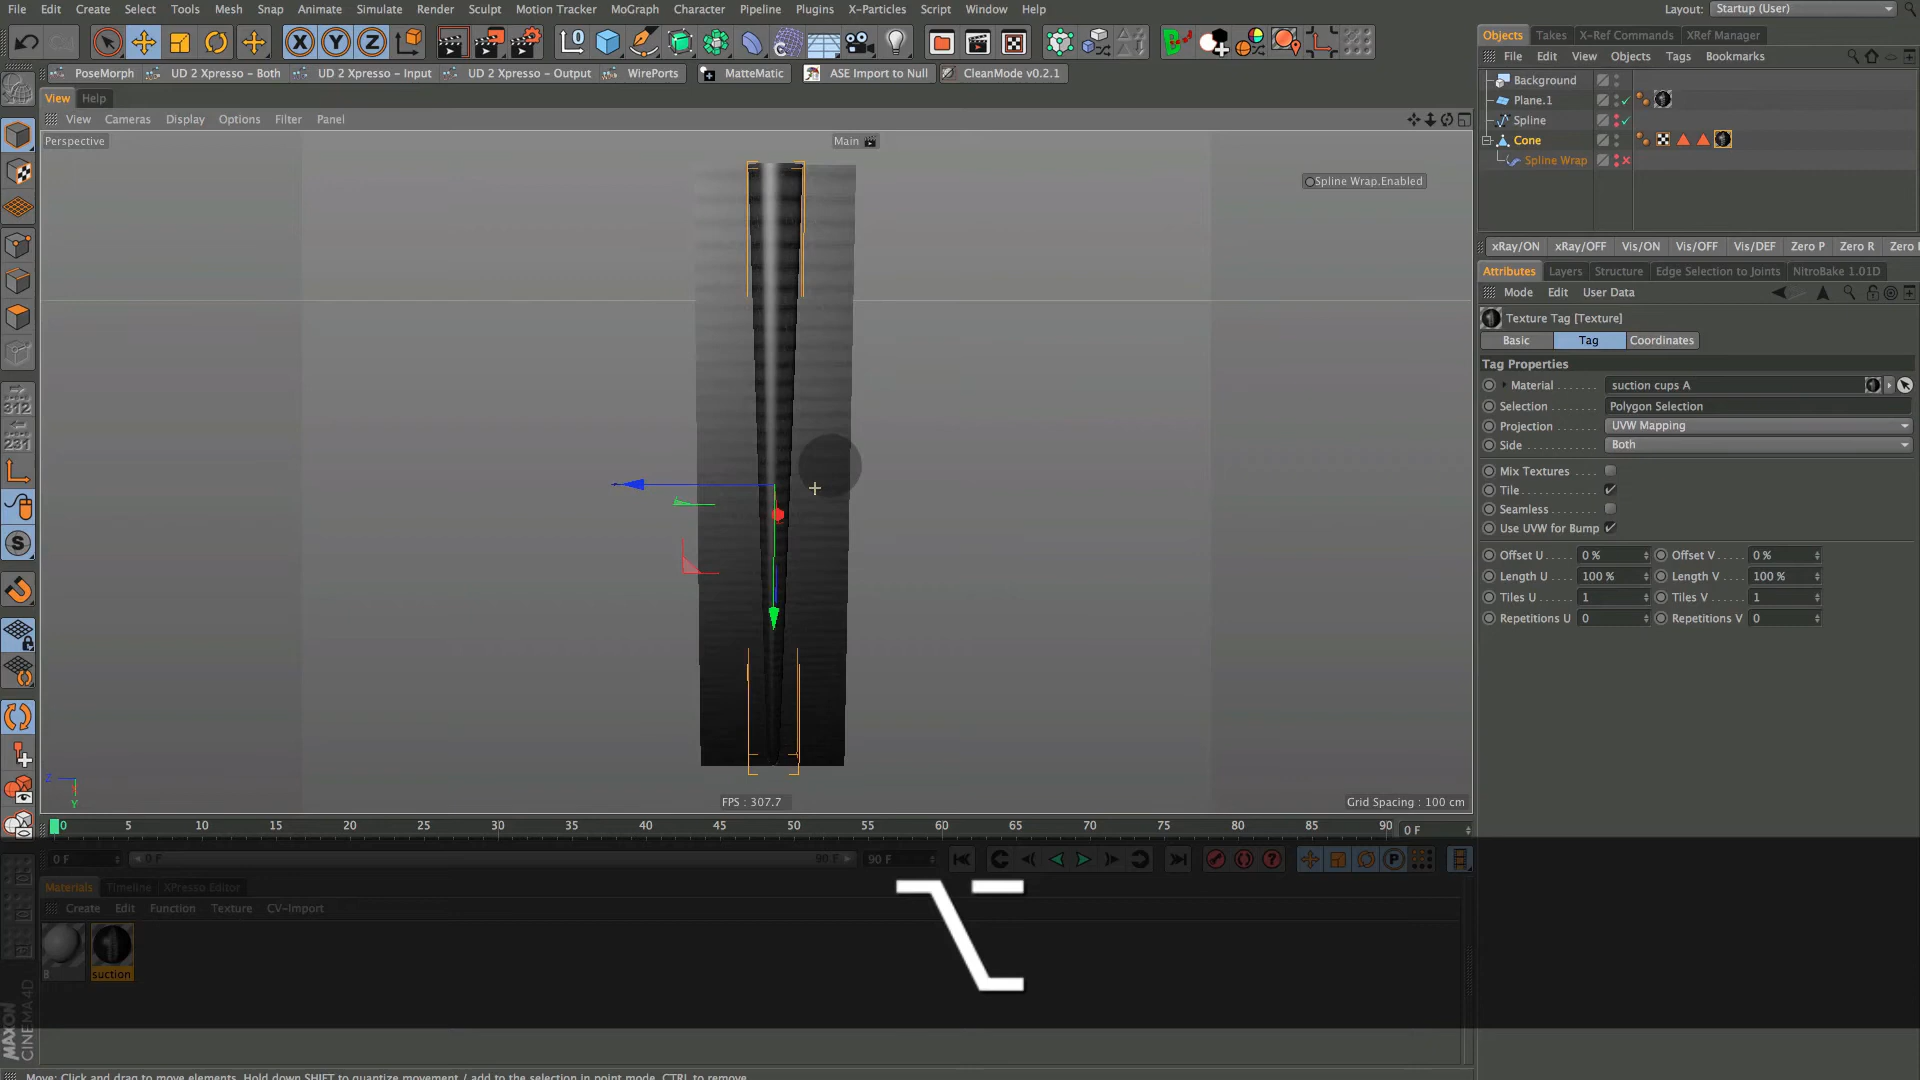 File Edit Create Select Tools Mesh Snap Animate Simulate Render Sculpt Motion Tracker MoGraph Character Pipeline Plugins X-Particles Script Window Help Layout: Startup (User)
PoseMorph UD 2 Xpresso - Both UD 2 Xpresso - Input UD 2 Xpresso - Output WirePorts MatteMatic ASE Import to Null CleanMode v0.2.1
View Help
View Cameras Display Options Filter Panel
Perspective
Main
Spline Wrap.Enabled
FPS : 307.7
Grid Spacing : 100 cm
Z
Y
0 5 10 15 20 25 30 35 40 45 50 55 60 65 70 75 80 85 90 0 F
0 F 0 F 90 F 90 F
Materials Timeline XPresso Editor
Create Edit Function Texture CV-Import
B
suction
MAXON
CINEMA 4D
312
231
Move: Click and drag to move elements. Hold down SHIFT to quantize movement / add to the selection in point mode, CTRL to remove.
Objects Takes X-Ref Commands XRef Manager
File Edit View Objects Tags Bookmarks
Background
Plane.1
Spline
Cone
Spline Wrap
xRay/ON xRay/OFF Vis/ON Vis/OFF Vis/DEF Zero P Zero R Zero
Attributes Layers Structure Edge Selection to Joints NitroBake 1.01D
Mode Edit User Data
Texture Tag [Texture]
Basic Tag Coordinates
Tag Properties
Material suction cups A
Selection Polygon Selection
Projection UVW Mapping
Side Both
Mix Textures
Tile
Seamless
Use UVW for Bump
Offset U 0 % Offset V 0 %
Length U 100 % Length V 100 %
Tiles U 1 Tiles V 1
Repetitions U 0 Repetitions V 0